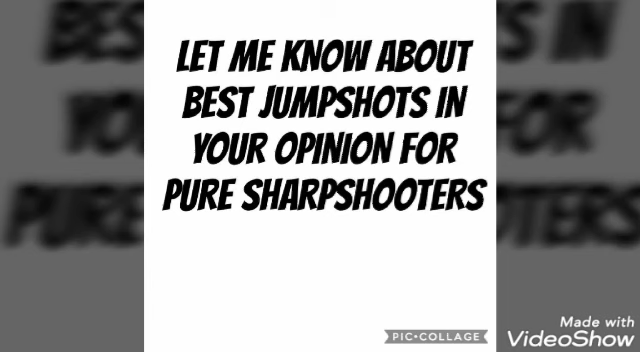 LET ME KNOW ABOUT
BEST JUMPSHOTS IN
YOUR OPINION FOR
PURE SHARPSHOOTERS
PIC•COLLAGE
Made with
VideoShow